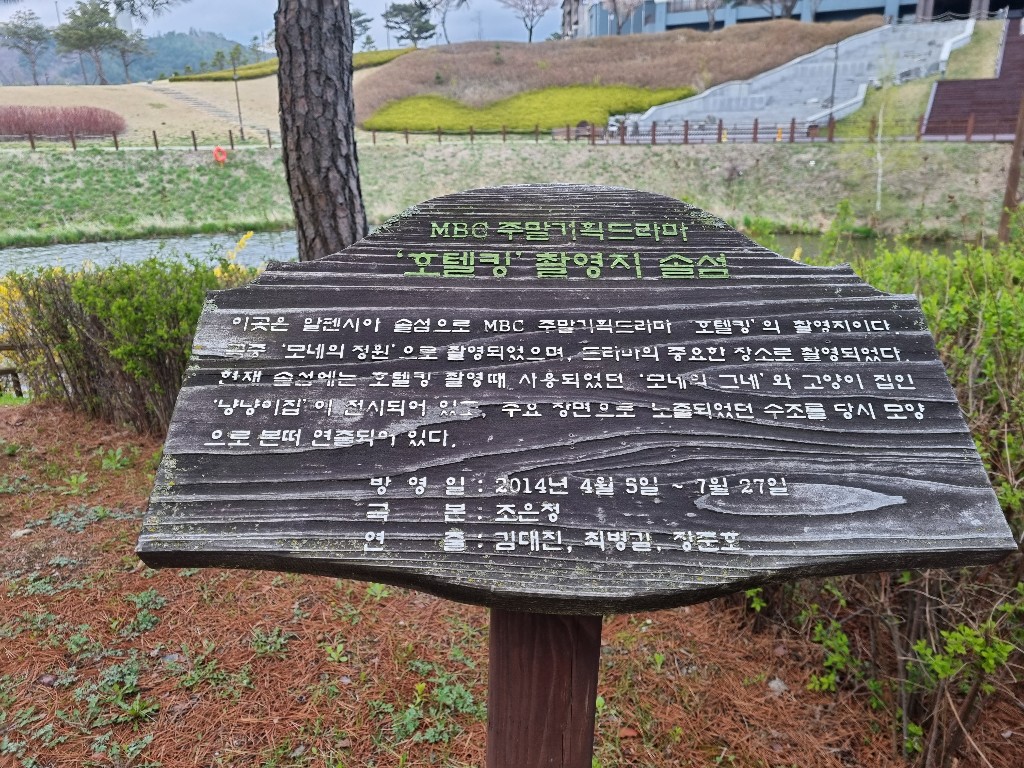 MBC 주말기획드라마
'호텔킹' 촬영지 솔섬
이곳은 알펜시아 솔섬으로 MBC 주말기획드라마 '호텔킹'의 촬영지이다.
극중 '모네의 정원'으로 촬영되었으며, 드라마의 중요한 장소로 촬영되었다.
현재 솔섬에는 호텔킹 촬영때 사용되었던 '모네의 그네'와 고양이 집인
'냥냥이집'이 전시되어 있고 주요 장면으로 노출되었던 수조를 당시 모양
으로 본떠 연출되어 있다.
방 영 일 : 2014년 4월 5일 ~ 7월 27일
극 본 : 조은정
연 출 : 김대진, 최병길, 장준호